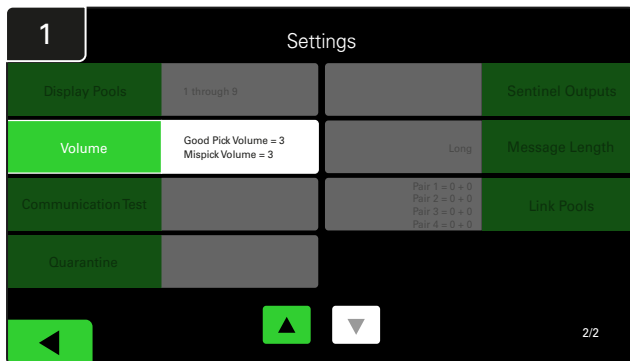 1
Settings
Display Pools
1 through 9
Sentinel Outputs
Volume
Good Pick Volume = 3
Mispick Volume = 3
Long
Message Length
Communication Test
Pair 1 = 0 + 0
Pair 2 = 0 + 0
Pair 3 = 0 + 0
Pair 4 = 0 + 0
Link Pools
Quarantine
2/2